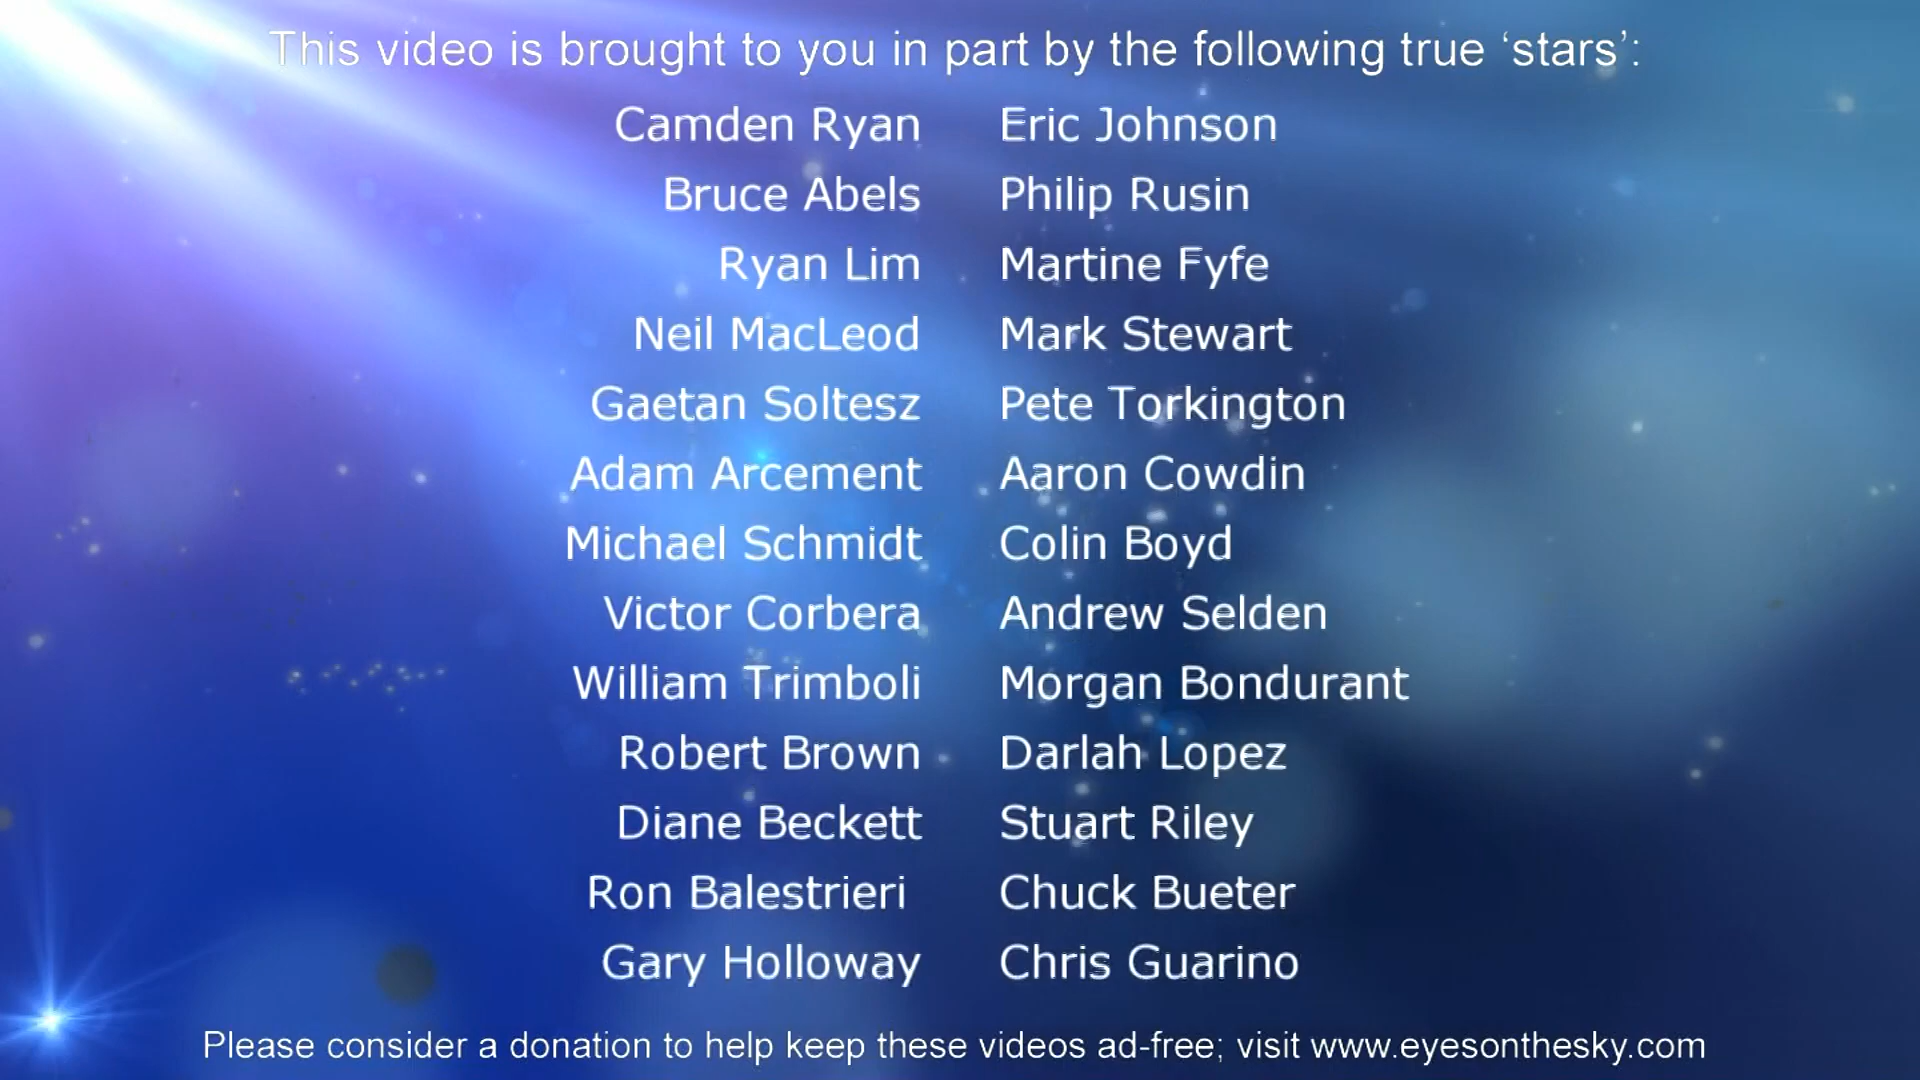 This video is brought to you in part by the following true ‘stars’:
Camden Ryan Eric Johnson
Bruce Abels Philip Rusin
Ryan Lim Martine Fyfe
Neil MacLeod Mark Stewart
Gaetan Soltesz Pete Torkington
Adam Arcement Aaron Cowdin
Michael Schmidt Colin Boyd
Victor Corbera Andrew Selden
William Trimboli Morgan Bondurant
Robert Brown Darlah Lopez
Diane Beckett Stuart Riley
Ron Balestrieri Chuck Bueter
Gary Holloway Chris Guarino
Please consider a donation to help keep these videos ad-free; visit www.eyesonthesky.com